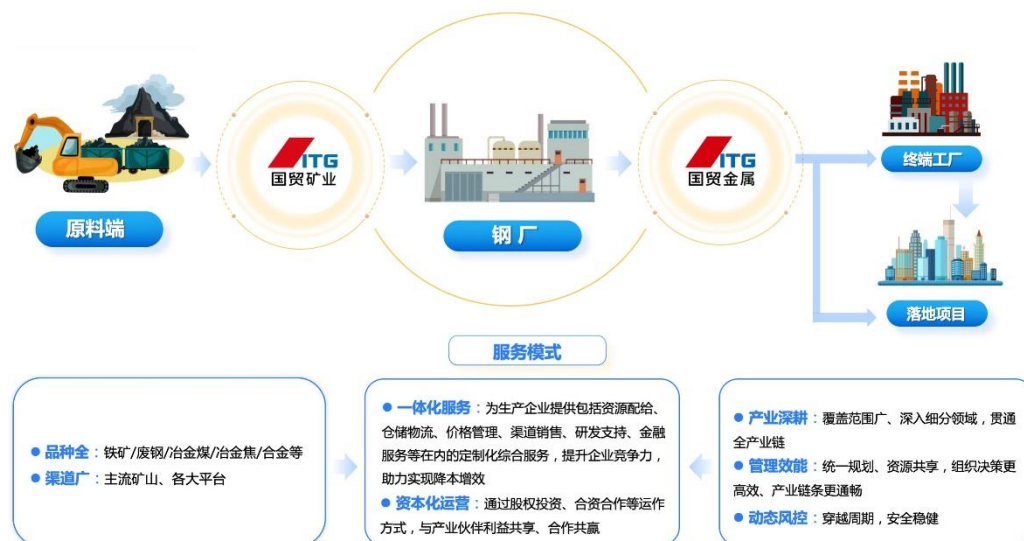 ITG
国贸矿业
ITG
国贸金属
终端工厂
原料端
钢厂
落地项目
服务模式
● 品种全：铁矿/废钢/冶金煤/冶金焦/合金等
● 渠道广：主流矿山、各大平台
● 一体化服务：为生产企业提供包括资源配给、
仓储物流、价格管理、渠道销售、研发支持、金融
服务等在内的定制化综合服务，提升企业竞争力，
助力实现降本增效
● 资本化运营：通过股权投资、合资合作等运作
方式，与产业伙伴利益共享、合作共赢
● 产业深耕：覆盖范围广、深入细分领域，贯通
全产业链
● 管理效能：统一规划、资源共享，组织决策更
高效、产业链条更通畅
● 动态风控：穿越周期，安全稳健